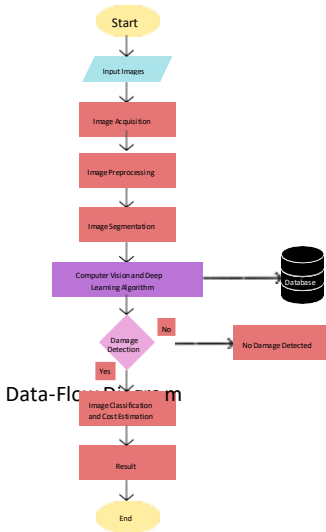 Start
Input Images
Image Acquisition
Image Preprocessing
Image Segmentation
Computer Vision and Deep
Learning Algorithm
Database
Damage
Detection
No
No Damage Detected
Yes
Data-Flow Diagram
Image Classification
and Cost Estimation
Result
End